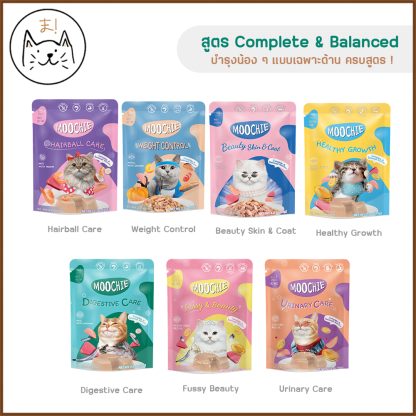 ま!
สูตร Complete & Balanced
บำรุงน้อง ๆ แบบเฉพาะด้าน ครบสูตร !
MOOCHIE
HAIRBALL CARE
MOOCHIE
WEIGHT CONTROL
MOOCHIE
Beauty Skin & Coat
MOOCHIE
HEALTHY GROWTH
Hairball Care
Weight Control
Beauty Skin & Coat
Healthy Growth
MOOCHIE
DIGESTIVE CARE
MOOCHIE
Fussy & Beauty
MOOCHIE
URINARY CARE
Digestive Care
Fussy Beauty
Urinary Care